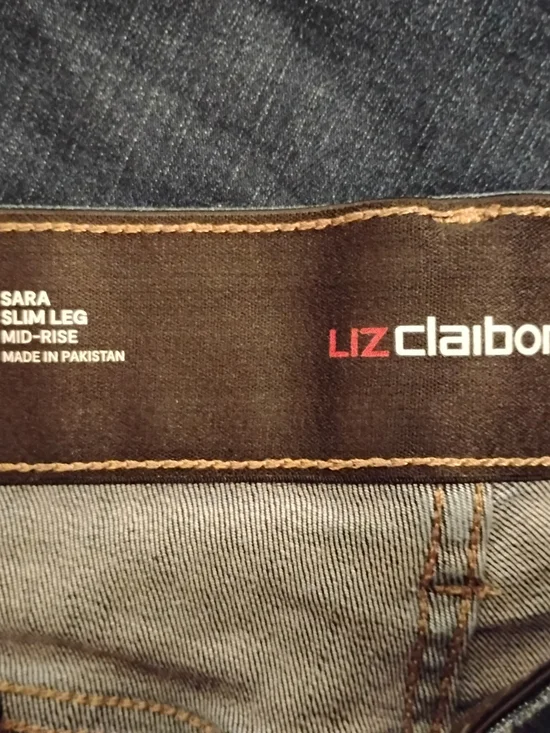 SARA
SLIM LEG
MID-RISE
MADE IN PAKISTAN
LIZ claibor